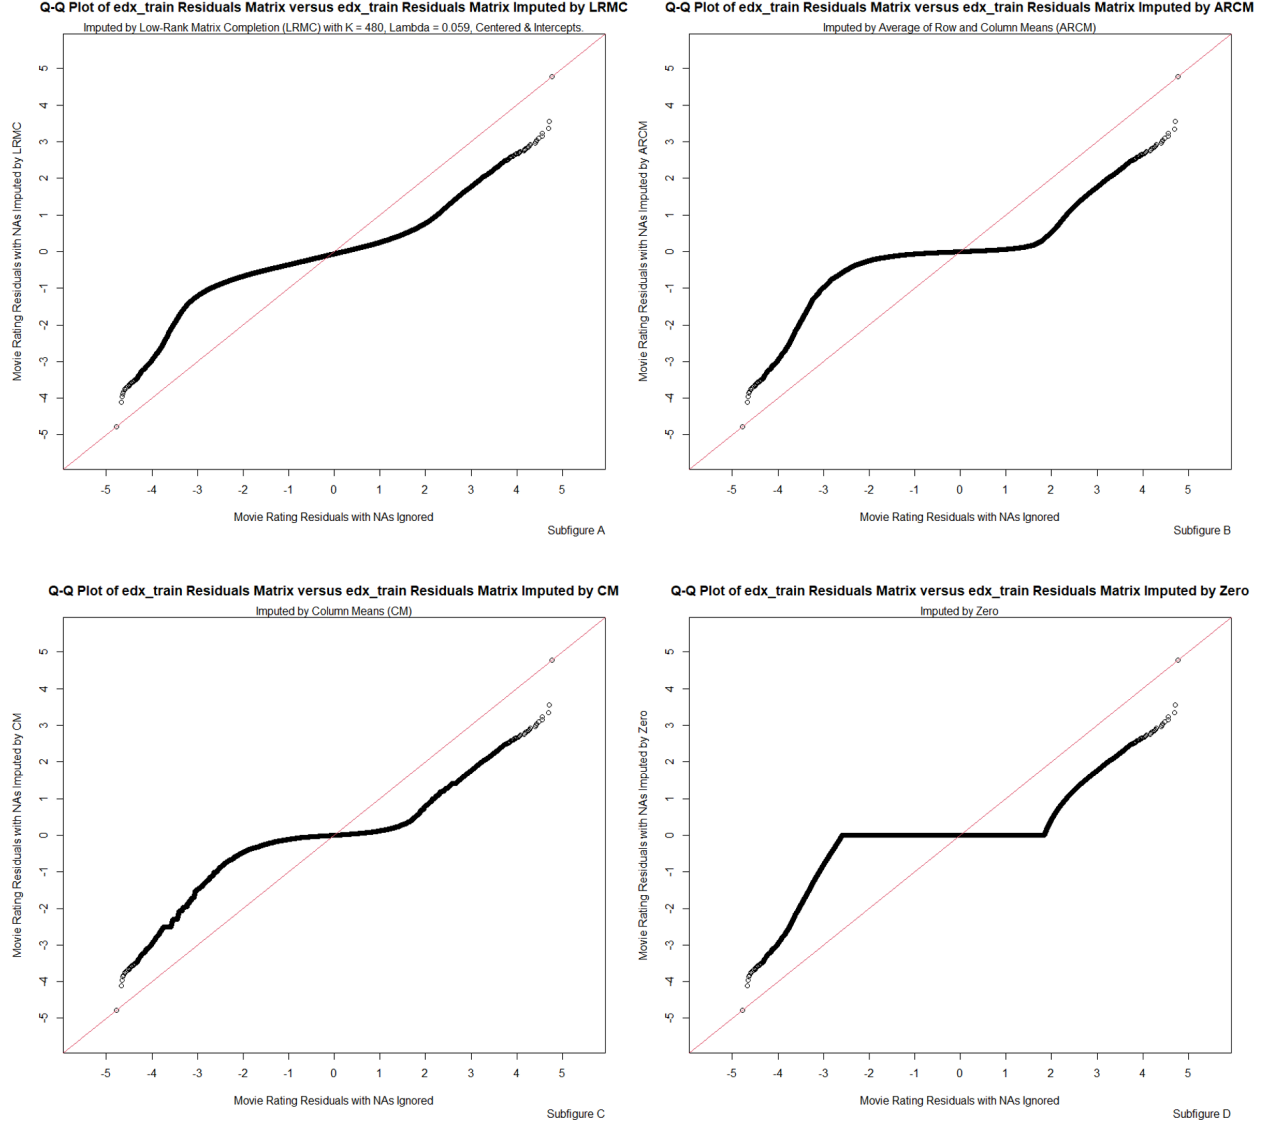 Q-Q Plot of edx_train Residuals Matrix versus edx_train Residuals Matrix Imputed by LRMC
Imputed by Low-Rank Matrix Completion (LRMC) with K = 480, Lambda = 0.059, Centered & Intercepts.
Movie Rating Residuals with NAs Imputed by LRMC
5
4
3
2
1
0
-1
-2
-3
-4
-5
-5 -4 -3 -2 -1 0 1 2 3 4 5
Movie Rating Residuals with NAs Ignored
Subfigure A
Q-Q Plot of edx_train Residuals Matrix versus edx_train Residuals Matrix Imputed by ARCM
Imputed by Average of Row and Column Means (ARCM)
Movie Rating Residuals with NAs Imputed by ARCM
5
4
3
2
1
0
-1
-2
-3
-4
-5
-5 -4 -3 -2 -1 0 1 2 3 4 5
Movie Rating Residuals with NAs Ignored
Subfigure B
Q-Q Plot of edx_train Residuals Matrix versus edx_train Residuals Matrix Imputed by CM
Imputed by Column Means (CM)
Movie Rating Residuals with NAs Imputed by CM
5
4
3
2
1
0
-1
-2
-3
-4
-5
-5 -4 -3 -2 -1 0 1 2 3 4 5
Movie Rating Residuals with NAs Ignored
Subfigure C
Q-Q Plot of edx_train Residuals Matrix versus edx_train Residuals Matrix Imputed by Zero
Imputed by Zero
Movie Rating Residuals with NAs Imputed by Zero
5
4
3
2
1
0
-1
-2
-3
-4
-5
-5 -4 -3 -2 -1 0 1 2 3 4 5
Movie Rating Residuals with NAs Ignored
Subfigure D